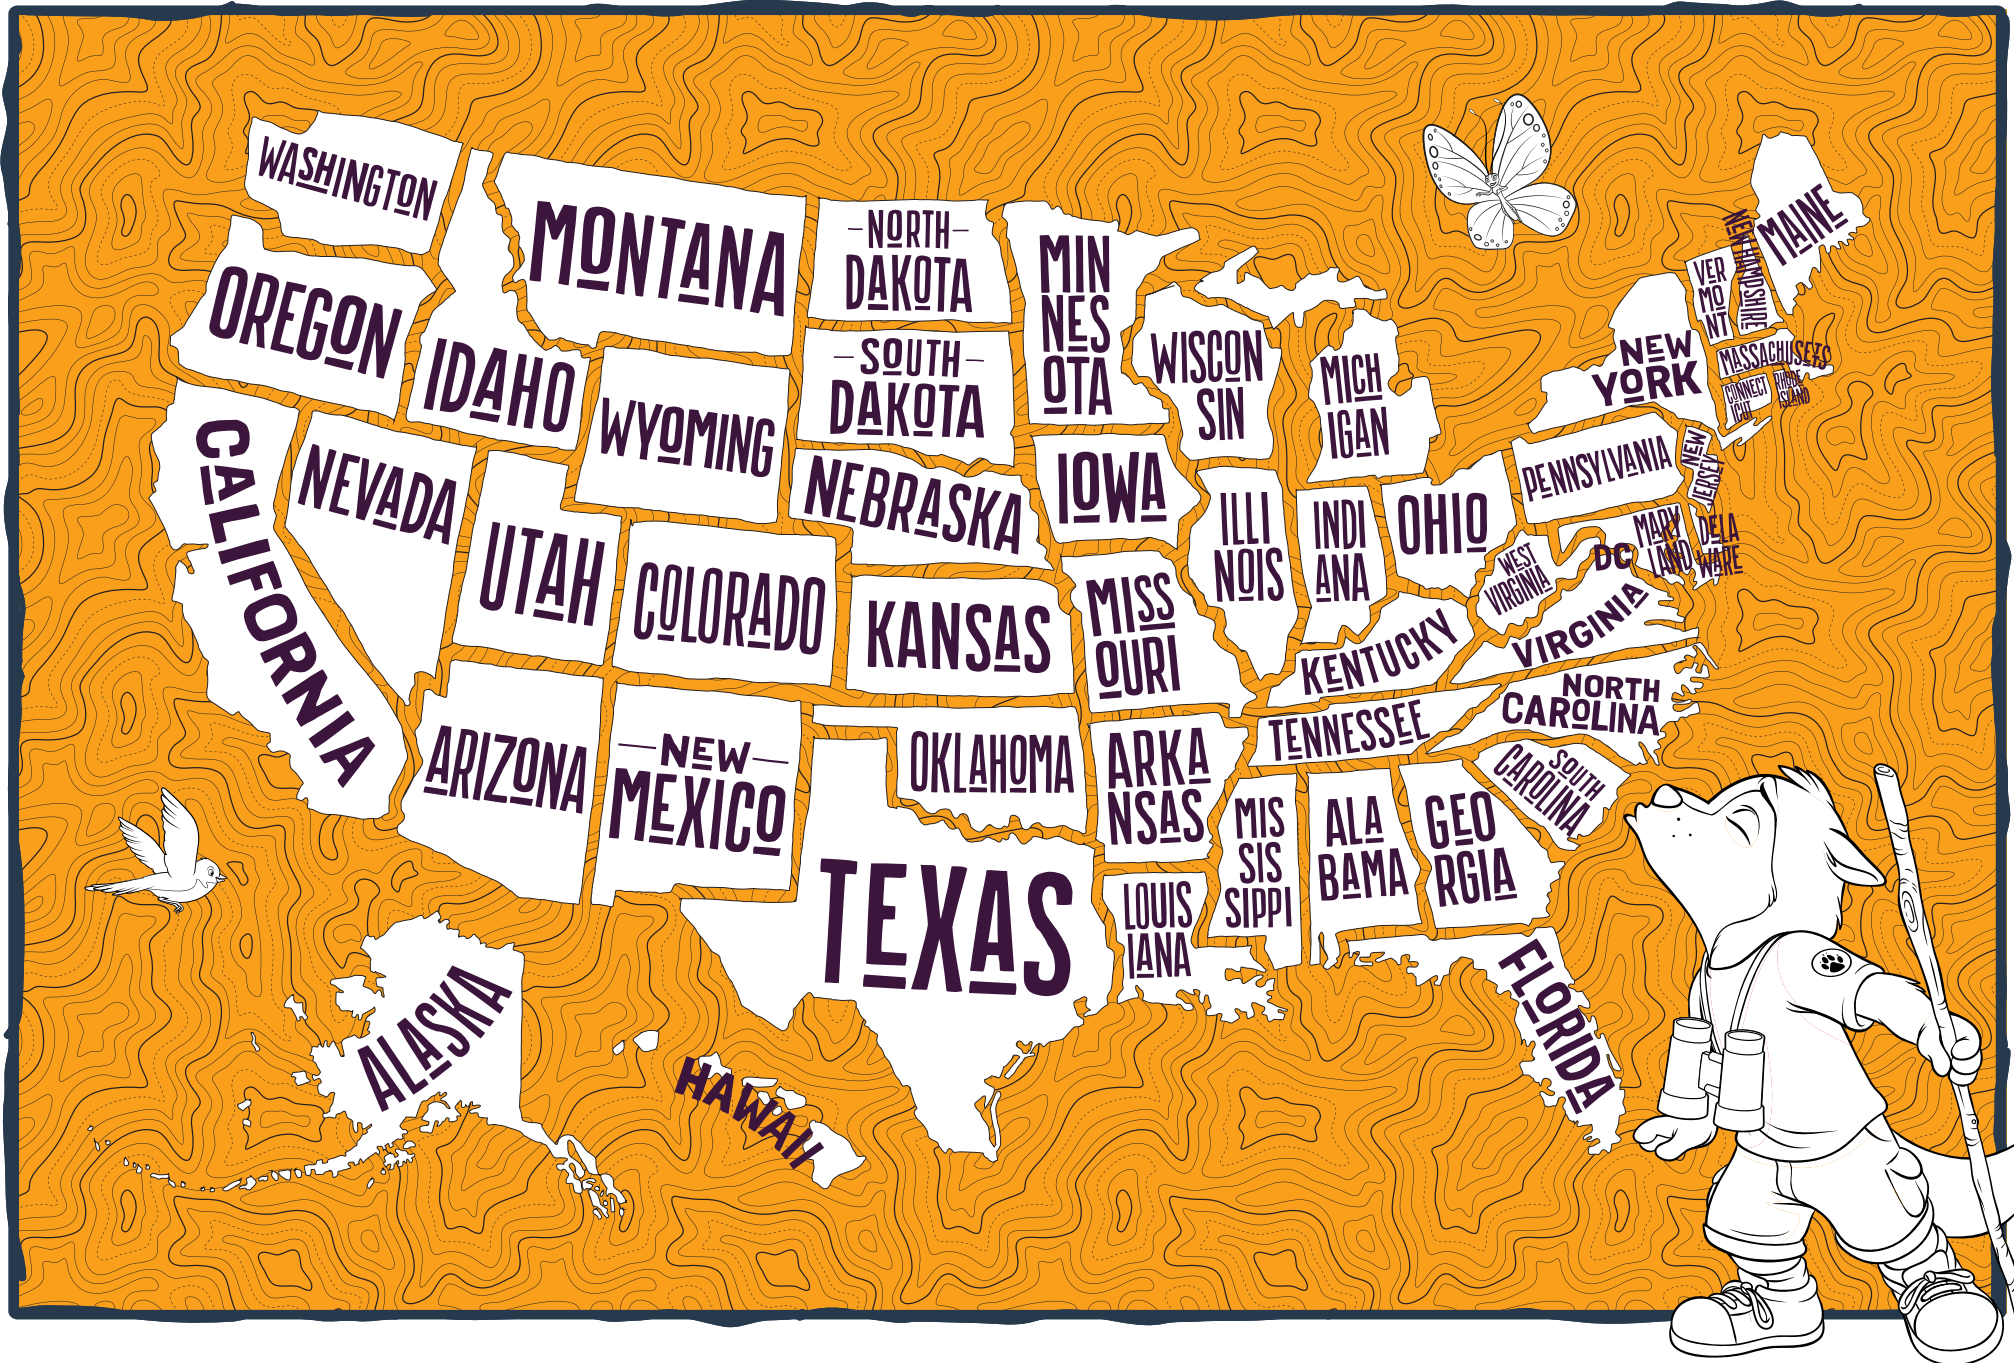 WASHINGTON
OREGON
CALIFORNIA
NEVADA
IDAHO
MONTANA
WYOMING
UTAH
COLORADO
ARIZONA
–NEW–
MEXICO
–NORTH–
DAKOTA
–SOUTH–
DAKOTA
NEBRASKA
KANSAS
OKLAHOMA
TEXAS
MIN
NES
OTA
IOWA
MISS
OURI
ARKA
NSAS
LOUIS
IANA
WISCON
SIN
ILLI
NOIS
MICH
IGAN
INDI
ANA
OHIO
KENTUCKY
TENNESSEE
MIS
SIS
SIPPI
ALA
BAMA
GEO
RGIA
FLORIDA
SOUTH
CAROLINA
NORTH
CAROLINA
VIRGINIA
WEST
VIRGINIA
DC
MARY
LAND
DELA
WARE
PENNSYLVANIA
NEW
JERSEY
NEW
YORK
CONNECT
ICUT
RHODE
ISLAND
MASSACHUSETS
VER
MO
NT
NEW HAMPSHIRE
MAINE
ALASKA
HAWAII